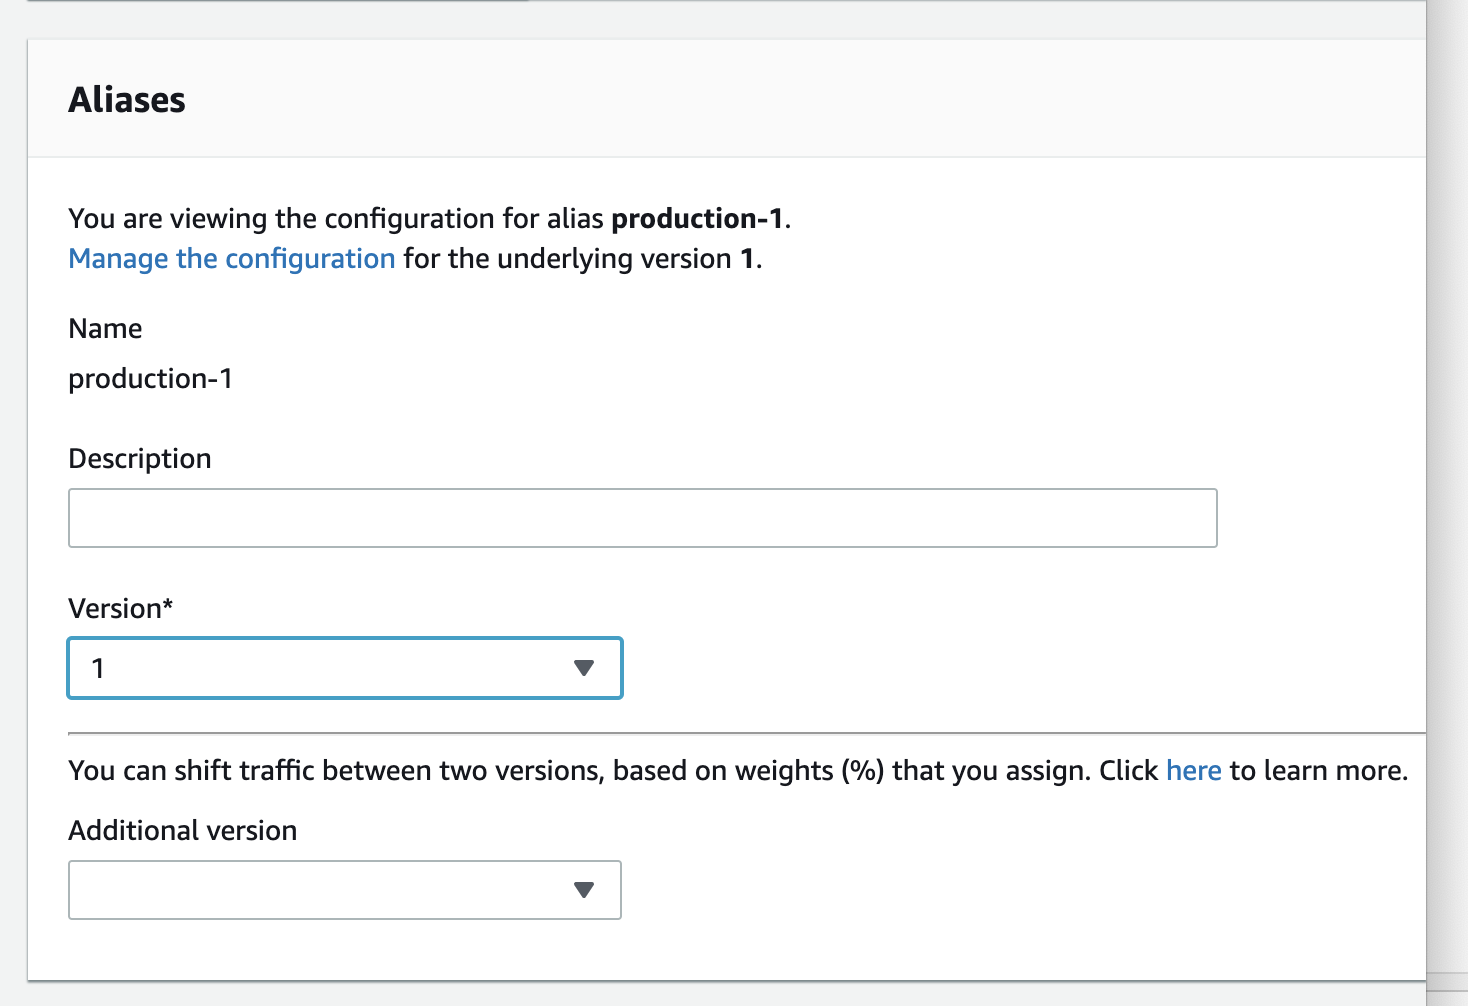 Aliases
You are viewing the configuration for alias production-1.
Manage the configuration for the underlying version 1.
Name
production-1
Description
Version*
1
You can shift traffic between two versions, based on weights (%) that you assign. Click here to learn more.
Additional version